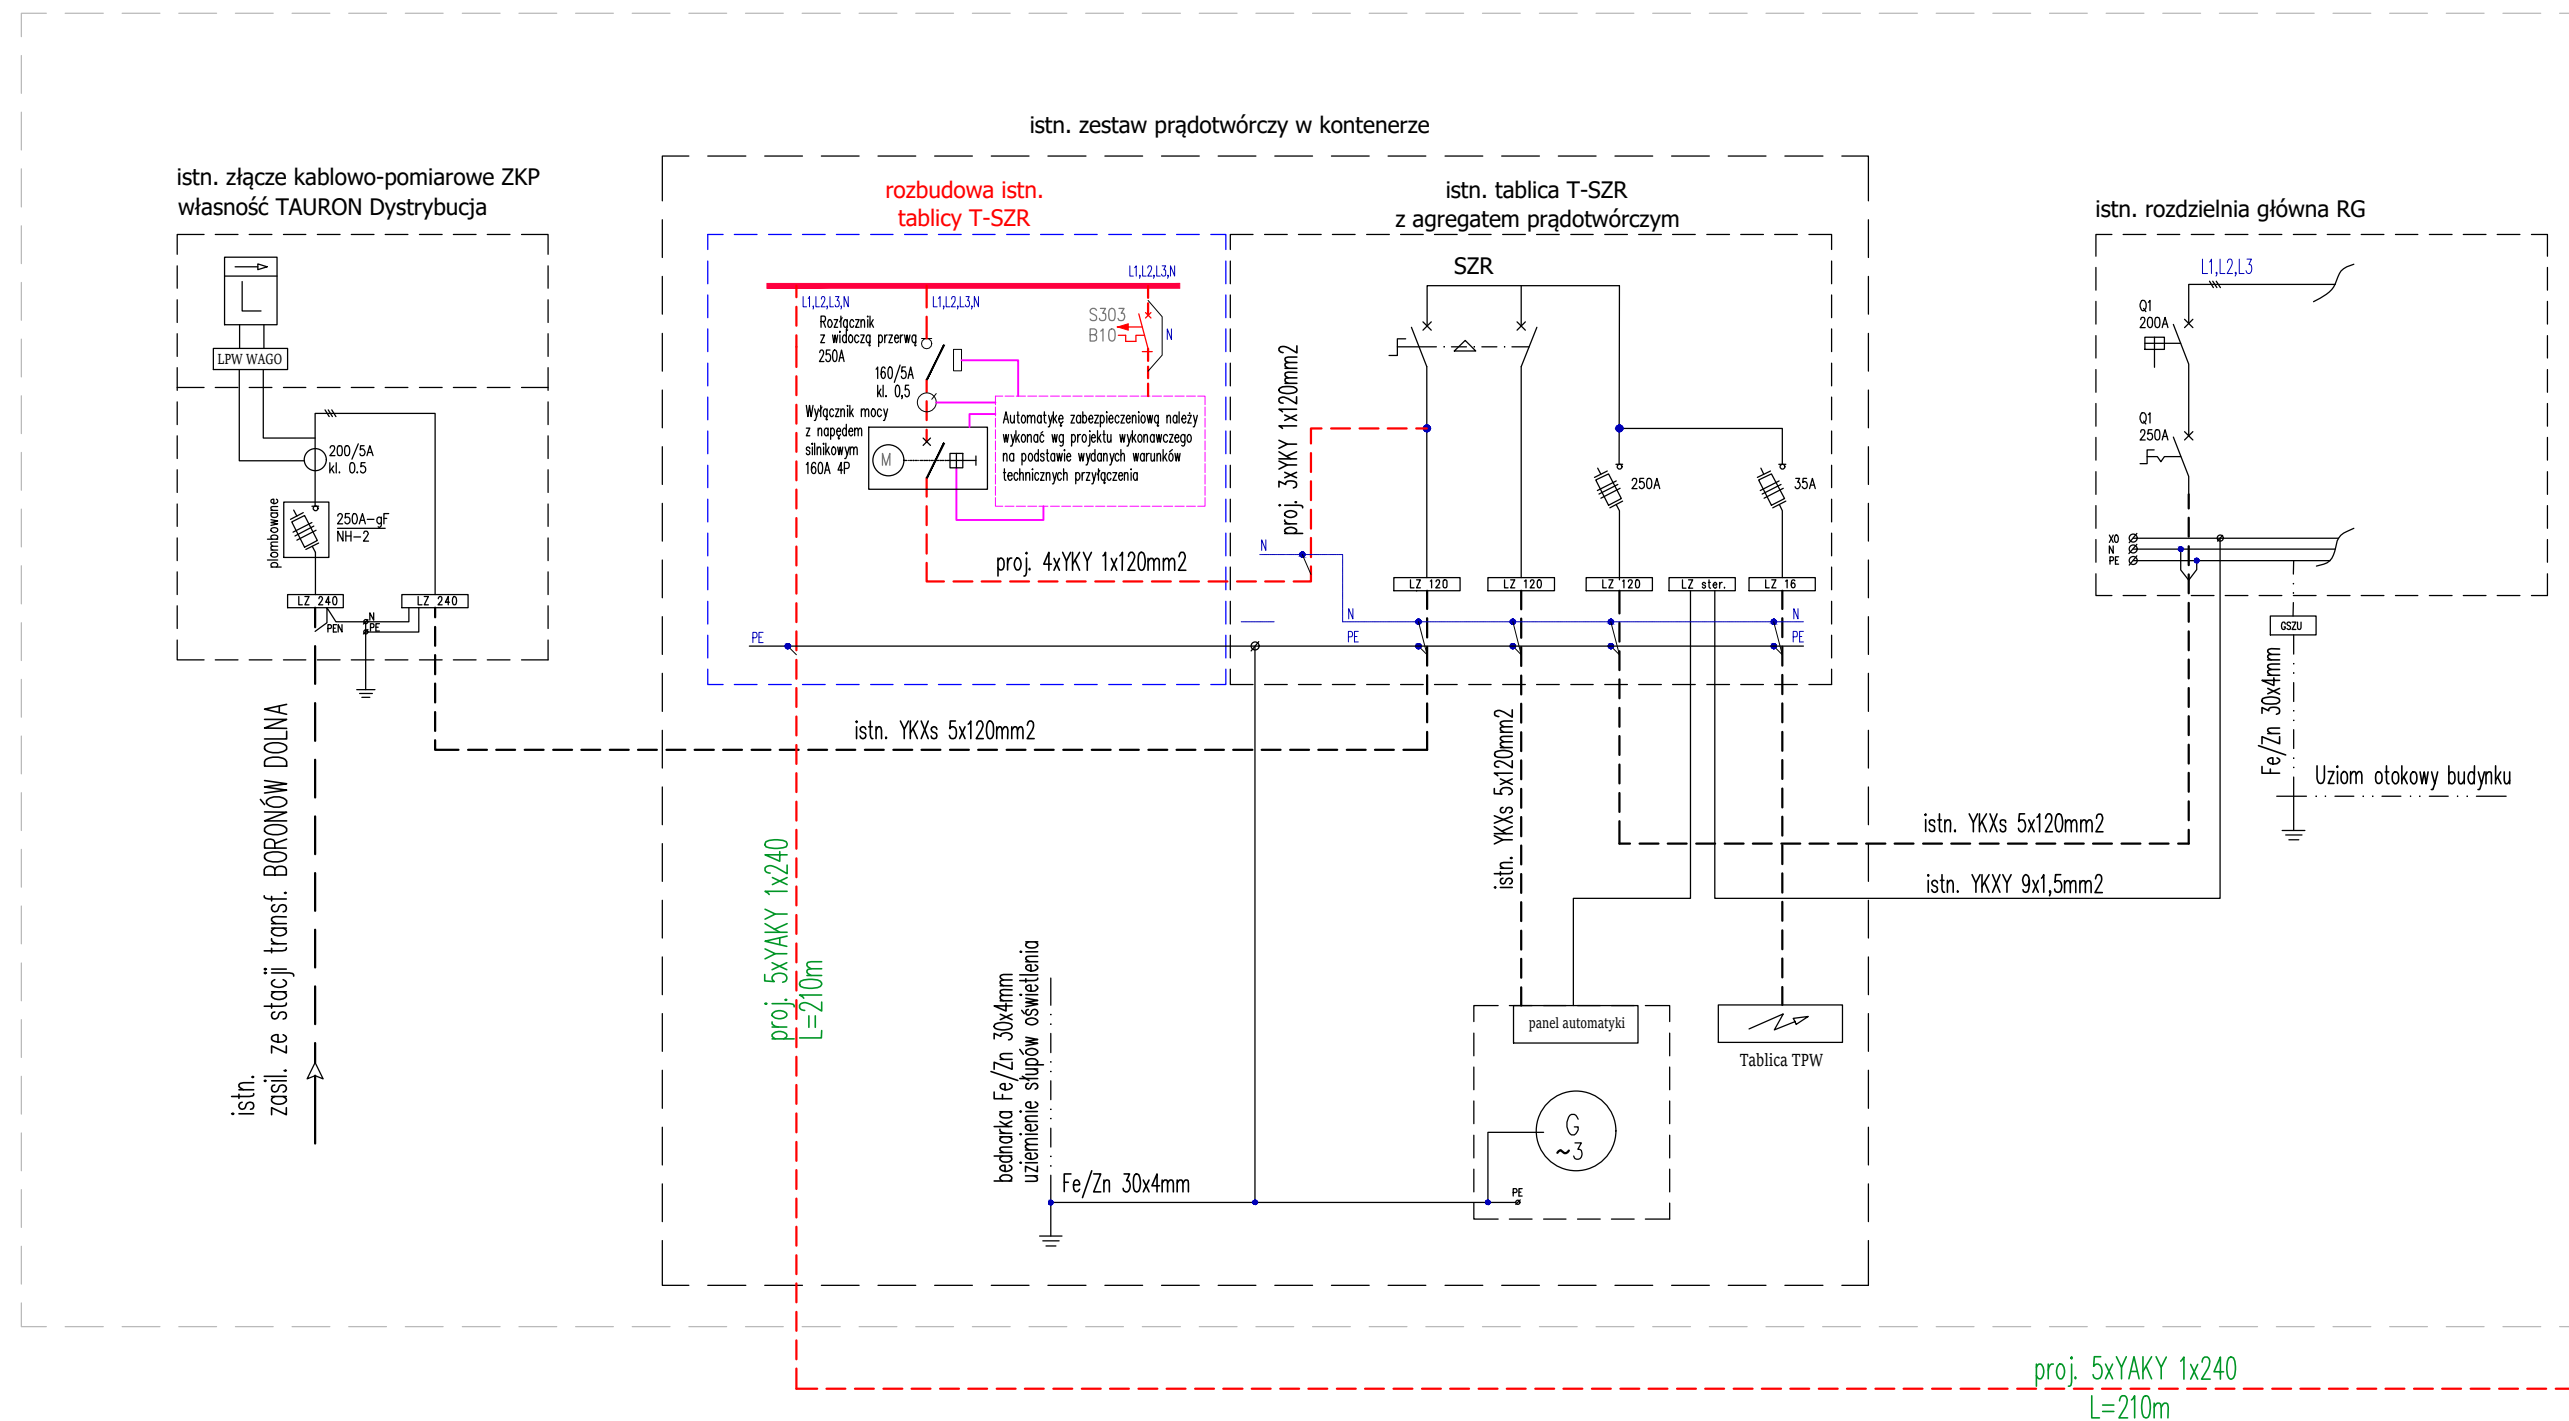 istn. zestaw prądotwórczy w kontenerze
istn. złącze kablowo-pomiarowe ZKP
własność TAURON Dystrybucja
LPW WAGO
200/5A
kl. 0.5
plombowane
250A-gF
NH-2
LZ 240
LZ 240
PEN
N
PE
istn.
zasil. ze stacji transf. BORONÓW DOLNA
rozbudowa istn.
tablicy T-SZR
L1,L2,L3,N
L1,L2,L3,N
L1,L2,L3,N
Rozłącznik
z widoczą przerwą
250A
160/5A
kl. 0,5
Wyłącznik mocy
z napędem
silnikowym
160A 4P
M
S303
B10
N
Automatykę zabezpieczeniową należy
wykonać wg projektu wykonawczego
na podstawie wydanych warunków
technicznych przyłączenia
proj. 4xYKY 1x120mm2
proj. 3xYKY 1x120mm2
PE
istn. tablica T-SZR
z agregatem prądotwórczym
SZR
250A
35A
N
LZ 120
LZ 120
LZ 120
LZ ster.
LZ 16
N
N
PE
PE
istn. YKXs 5x120mm2
istn. YKXs 5x120mm2
istn. YKXs 5x120mm2
istn. YKXY 9x1,5mm2
proj. 5xYAKY 1x240
L=210m
bednarka Fe/Zn 30x4mm
uziemienie słupów oświetlenia
Fe/Zn 30x4mm
panel automatyki
G
~3
PE
Tablica TPW
istn. rozdzielnia główna RG
L1,L2,L3
Q1
200A
Q1
250A
X0
N
PE
GSZU
Fe/Zn 30x4mm
Uziom otokowy budynku
proj. 5xYAKY 1x240
L=210m